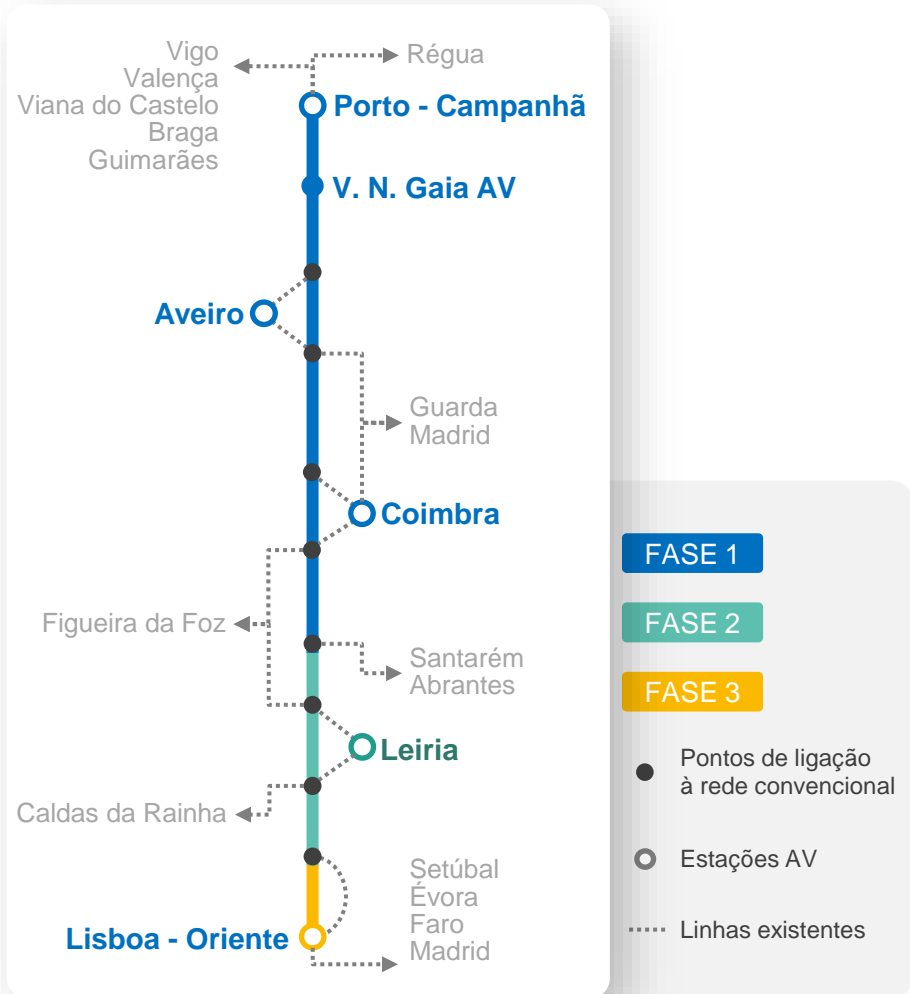 Vigo
Valença
Viana do Castelo
Braga
Guimarães
Régua
Porto - Campanhã
V. N. Gaia AV
Aveiro
Guarda
Madrid
Coimbra
Figueira da Foz
Santarém
Abrantes
Leiria
Caldas da Rainha
Setúbal
Évora
Faro
Madrid
Lisboa - Oriente
FASE 1
FASE 2
FASE 3
Pontos de ligação
à rede convencional
Estações AV
Linhas existentes